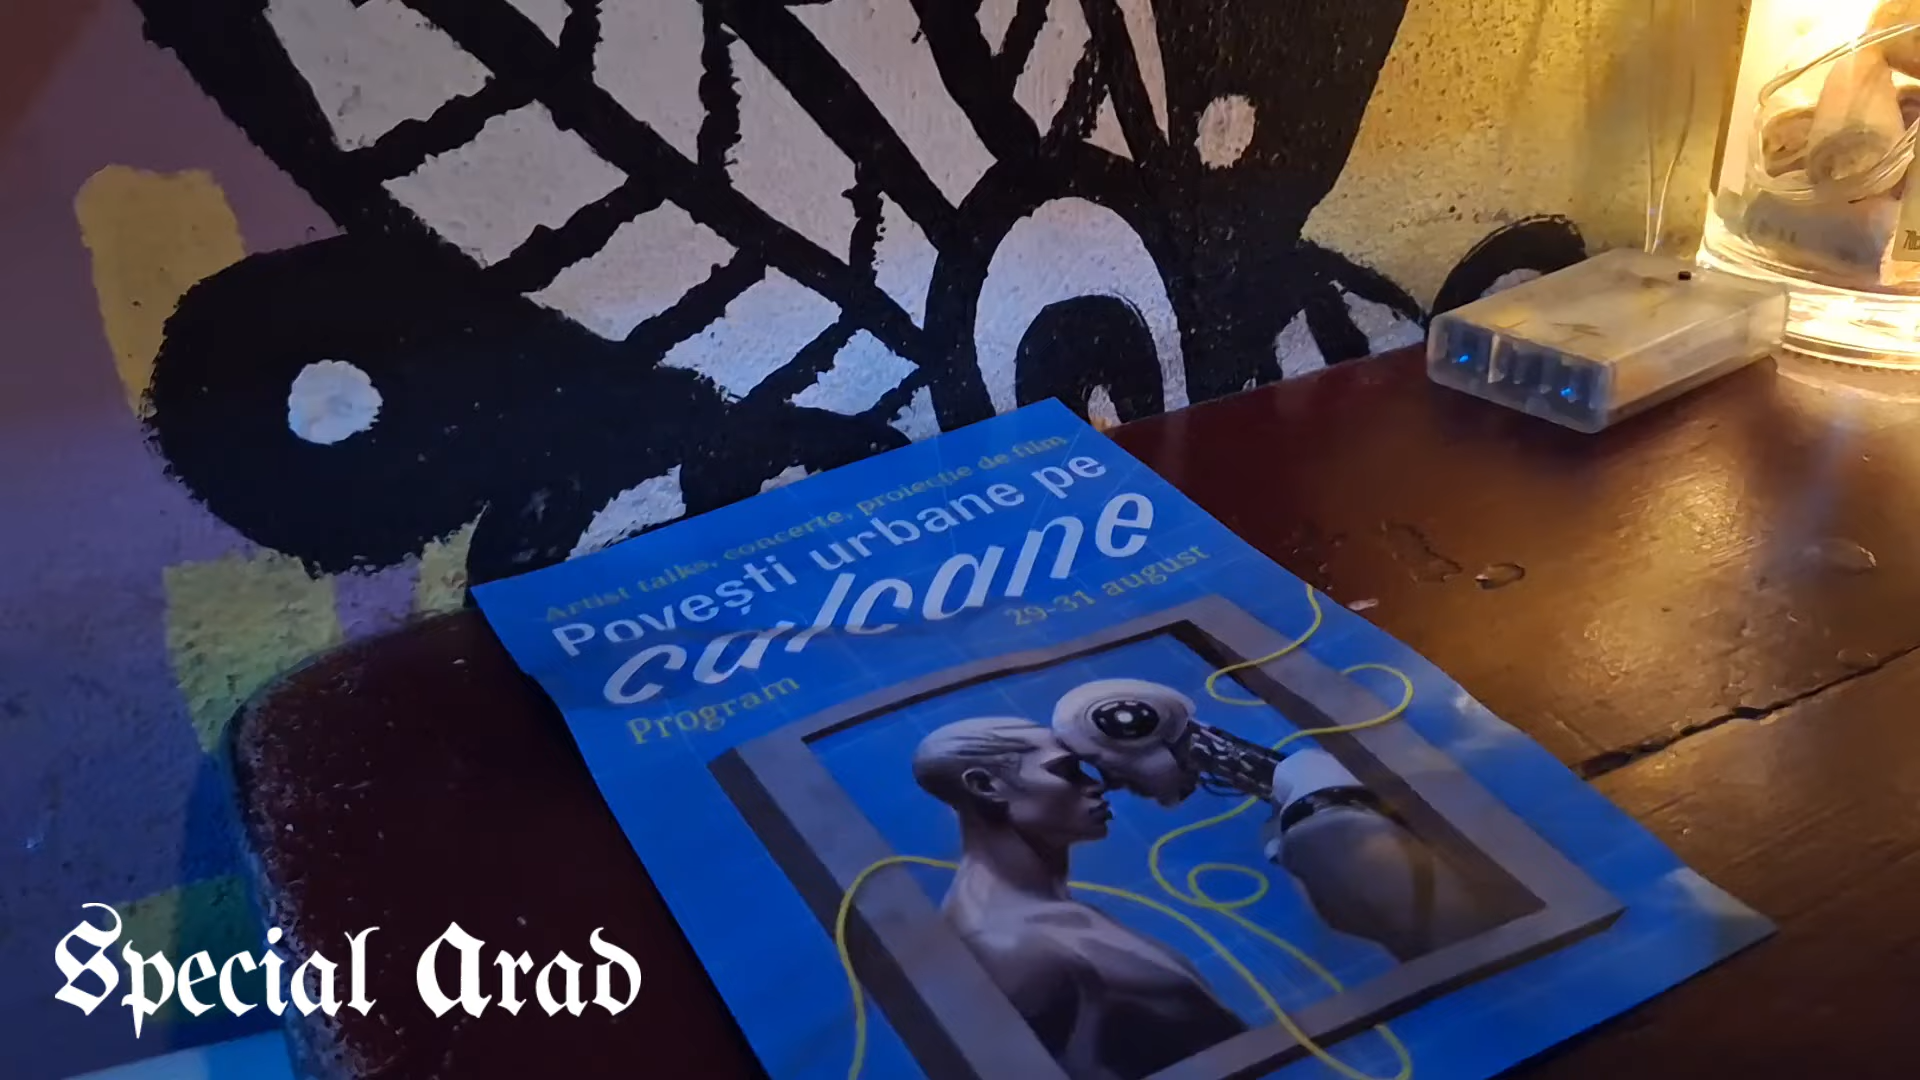 Artist talks, concerte, proiecție de film
Povești urbane pe
calcane
29-31 august
Program
Special Arad